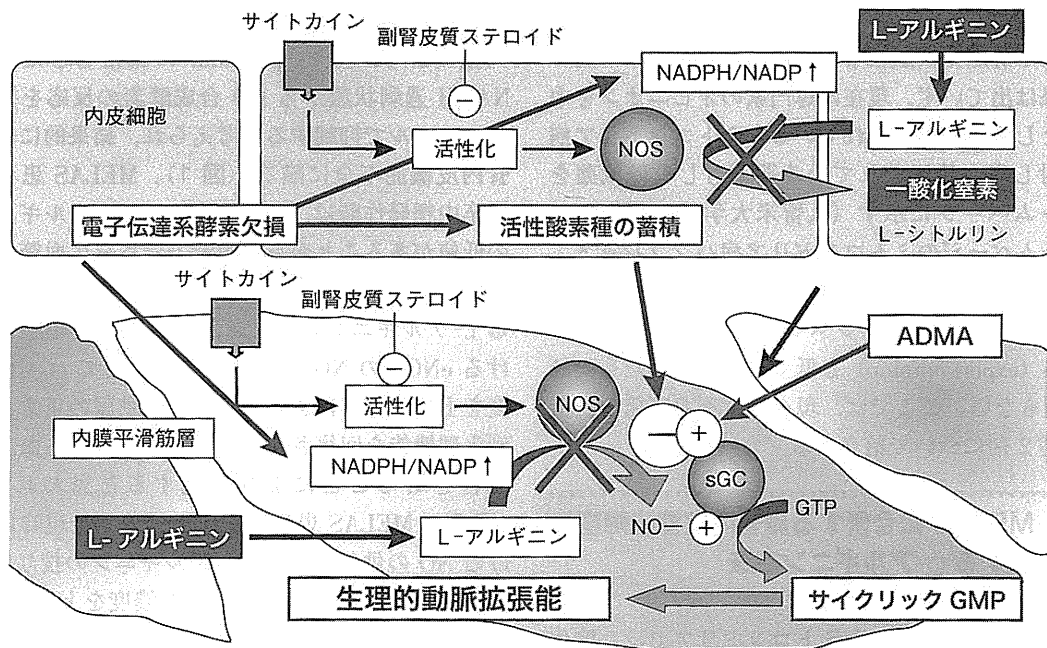 サイトカイン
副腎皮質ステロイド
L-アルギニン
NADPH/NADP↑
内皮細胞
−
活性化
NOS
L-アルギニン
一酸化窒素
L-シトルリン
電子伝達系酵素欠損
活性酸素種の蓄積
サイトカイン
副腎皮質ステロイド
ADMA
−
活性化
NOS
− +
内膜平滑筋層
NADPH/NADP↑
sGC
GTP
NO− +
L-アルギニン
L-アルギニン
生理的動脈拡張能
サイクリックGMP